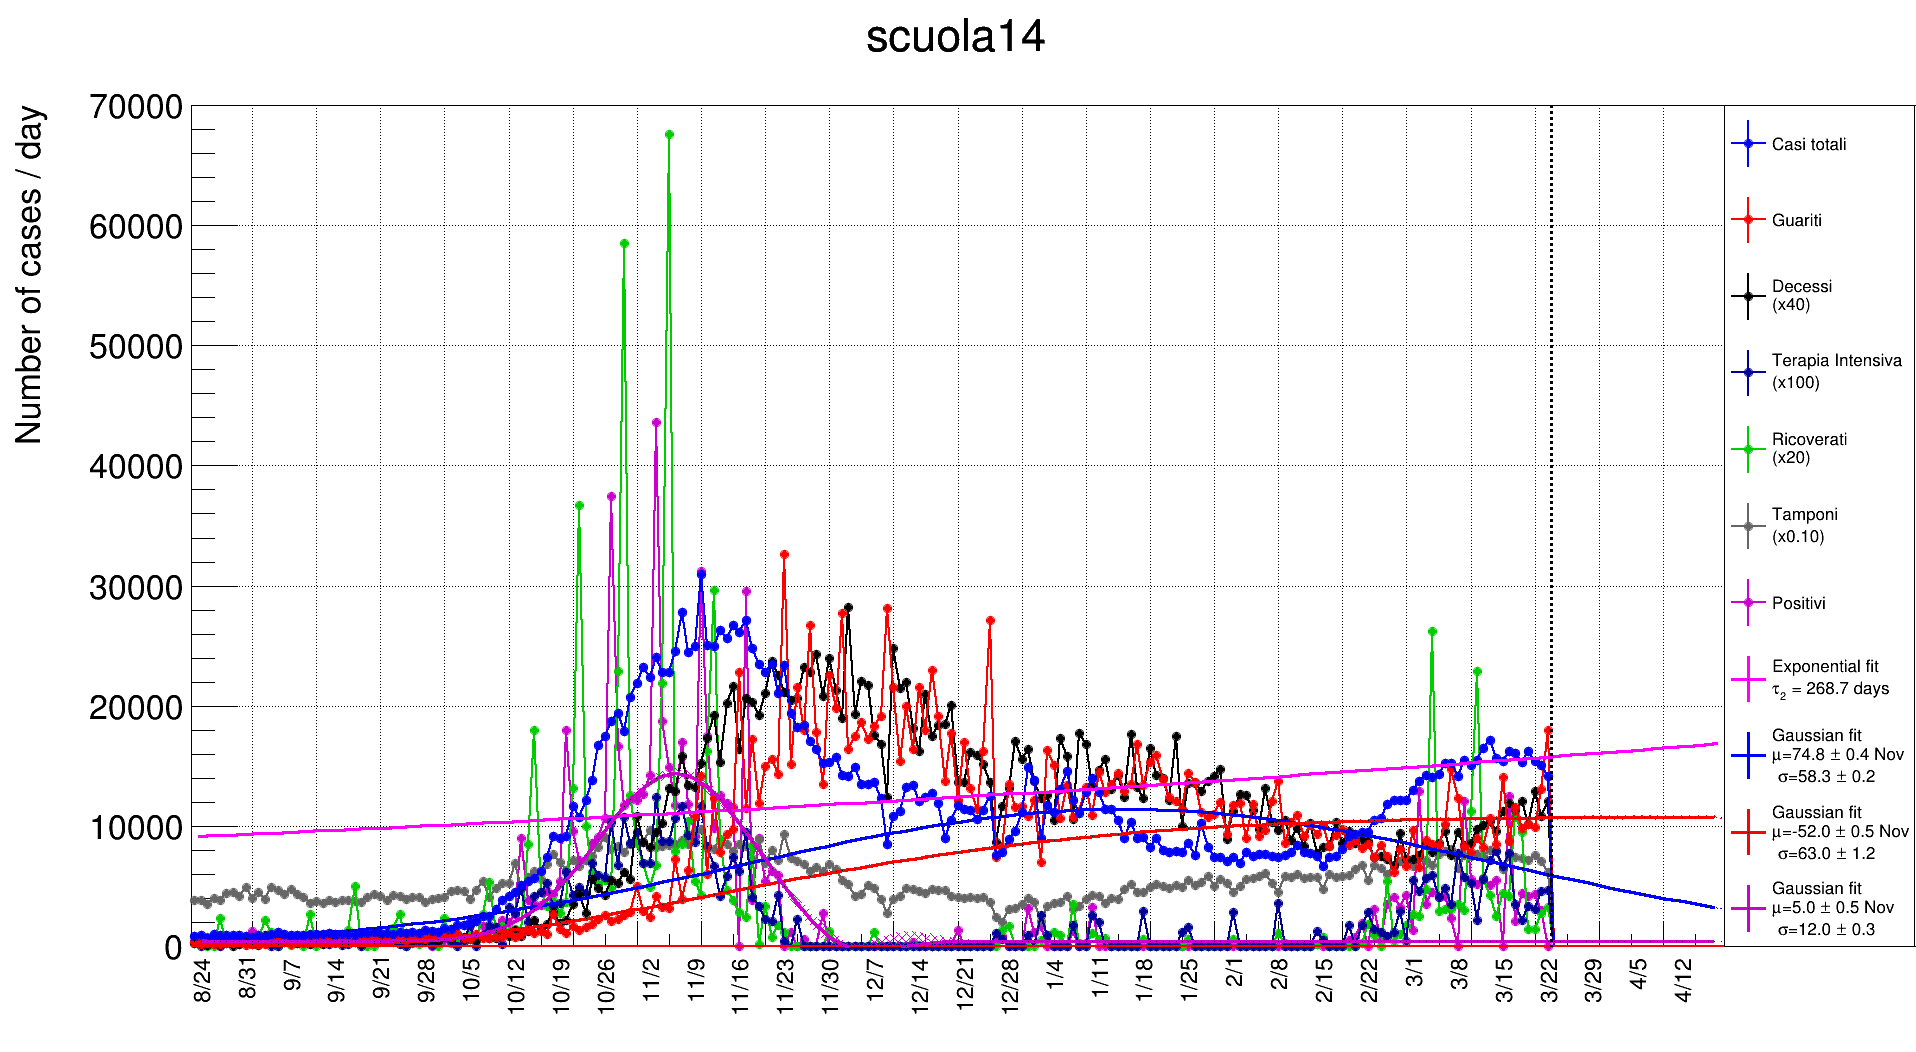 scuola14
Number of cases / day
70000
60000
50000
40000
30000
20000
10000
0
8/24
8/31
9/7
9/14
9/21
9/28
10/5
10/12
10/19
10/26
11/2
11/9
11/16
11/23
11/30
12/7
12/14
12/21
12/28
1/4
1/11
1/18
1/25
2/1
2/8
2/15
2/22
3/1
3/8
3/15
3/22
3/29
4/5
4/12
Casi totali
Guariti
Decessi
(x40)
Terapia Intensiva
(x100)
Ricoverati
(x20)
Tamponi
(x0.10)
Positivi
Exponential fit
τ₂ = 268.7 days
Gaussian fit
μ=74.8 ± 0.4 Nov
σ=58.3 ± 0.2
Gaussian fit
μ=-52.0 ± 0.5 Nov
σ=63.0 ± 1.2
Gaussian fit
μ=5.0 ± 0.5 Nov
σ=12.0 ± 0.3